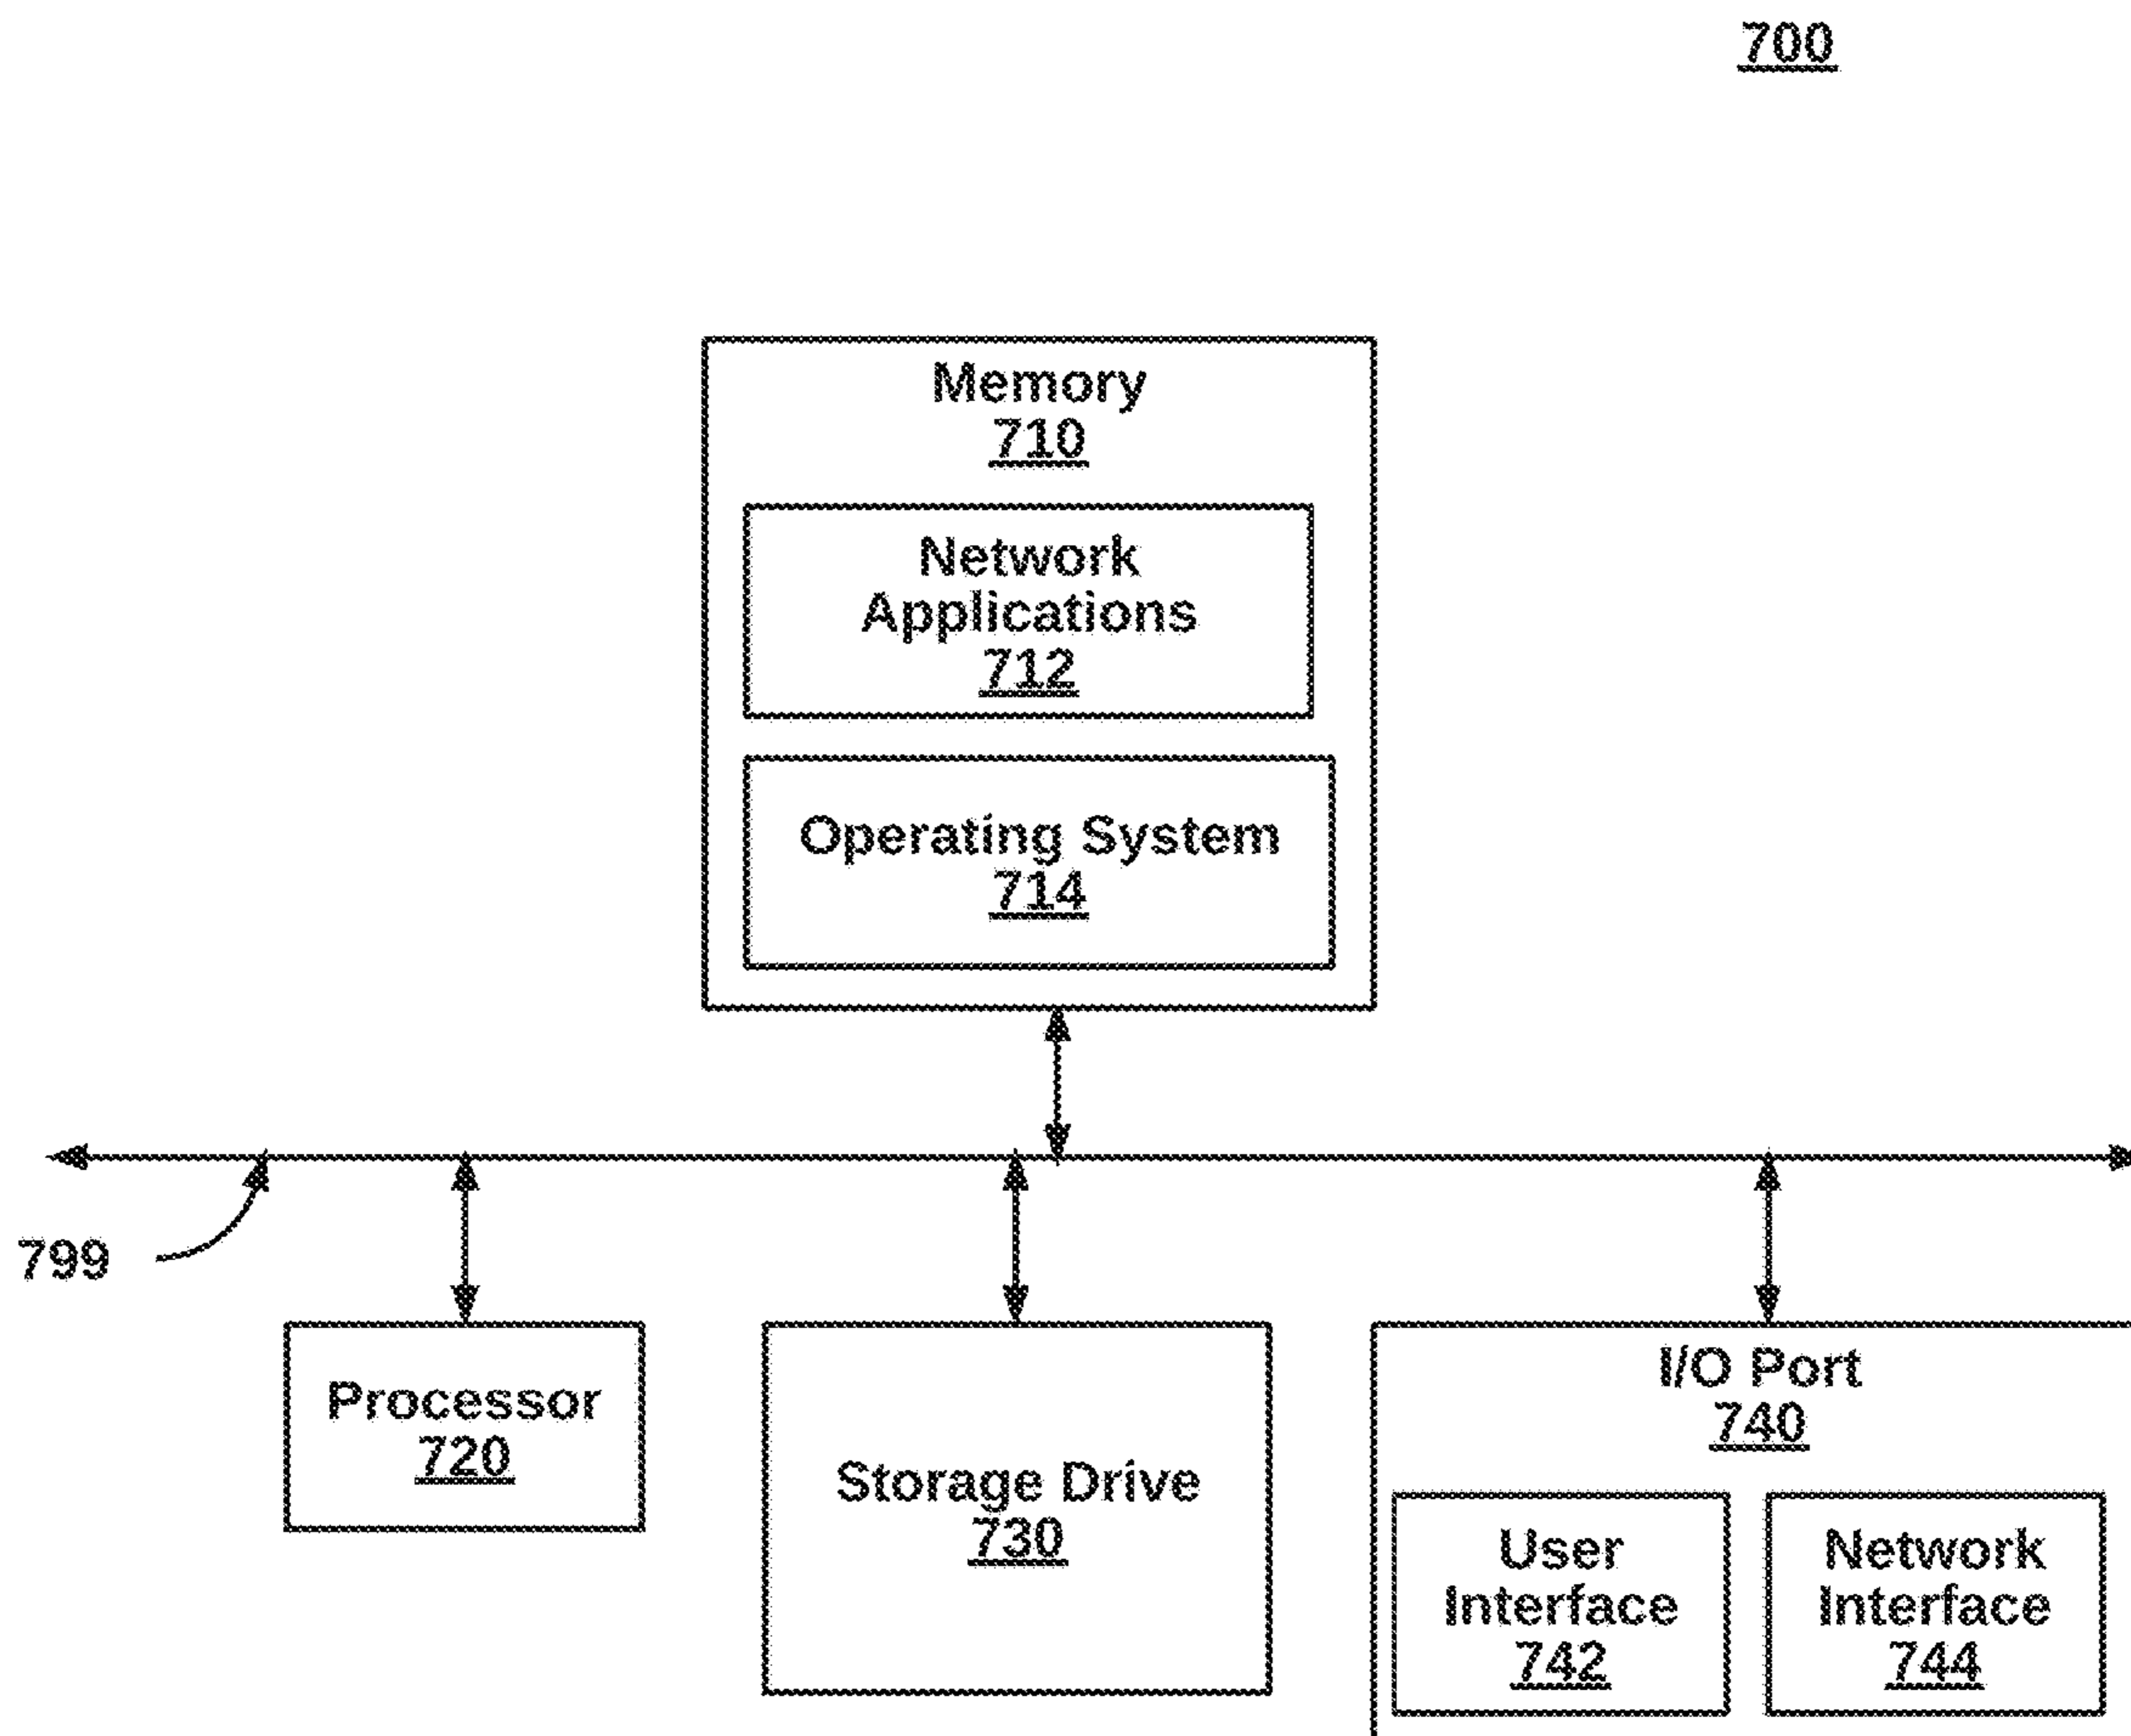 700
Memory
710
Network
Applications
712
Operating System
714
799
Processor
720
Storage Drive
730
I/O Port
740
User
Interface
742
Network
Interface
744